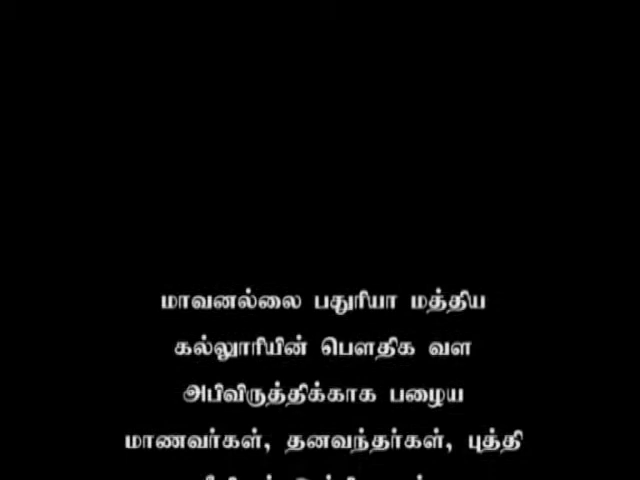 மாவனல்லை பதுரியா மத்திய
கல்லூரியின் பௌதிக வள
அபிவிருத்திக்காக பழைய
மாணவர்கள், தனவந்தர்கள், புத்தி